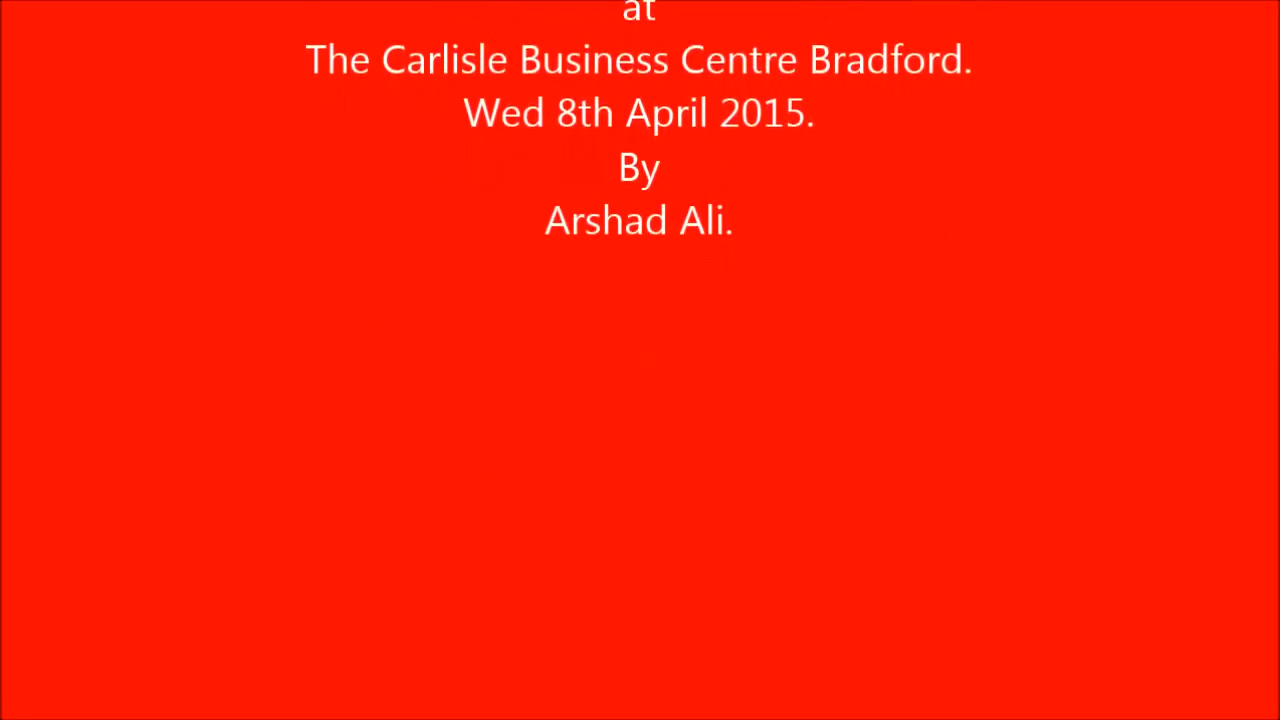 at
The Carlisle Business Centre Bradford.
Wed 8th April 2015.
By
Arshad Ali.